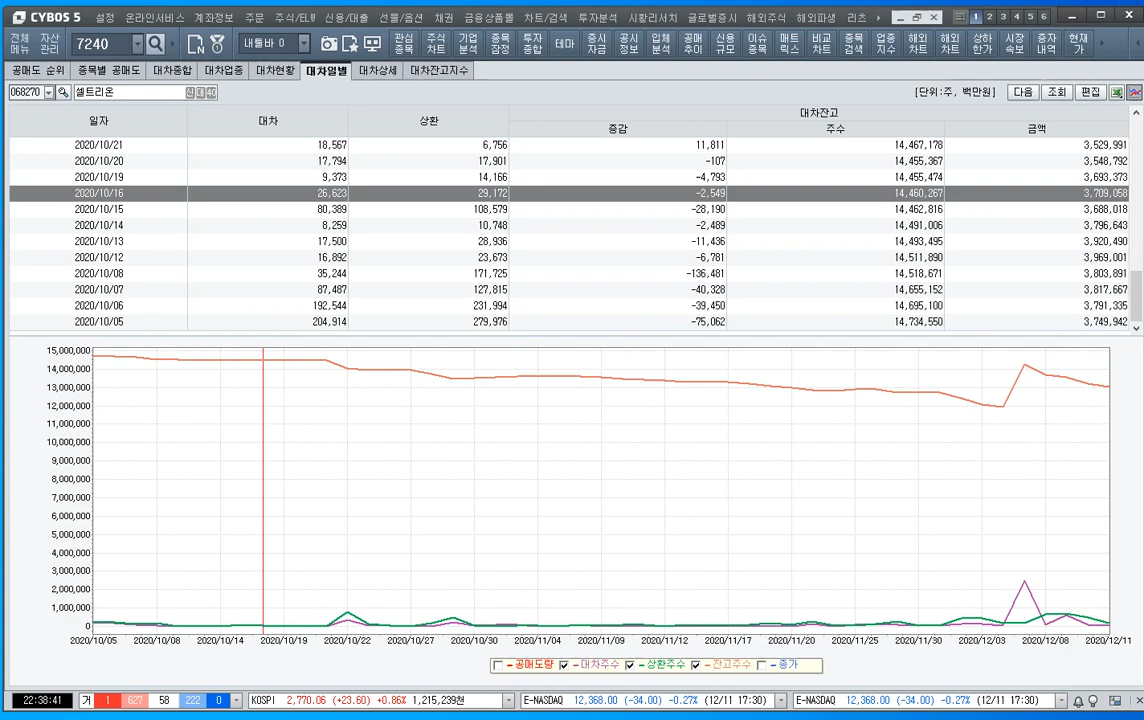 CYBOS 5 설정 온라인서비스 계좌정보 주문 주식/ELW 신용/대출 선물/옵션 채권 금융상품몰 차트/검색 투자분석 시황리서치 글로벌증시 해외주식 해외파생 리츠 1 2 3 4 5 6
전체메뉴 자산관리 7240 내툴바 0 관심종목 주식차트 기업분석 종목잠정 투자종합 테마 증시자금 공시정보 입체분석 공매추이 신용규모 이슈종목 매트릭스 비교차트 종목검색 업종지수 해외차트 해외차트 상하한가 시장속보 증자내역 현재가
공매도 순위 종목별 공매도 대차종합 대차업종 대차현황 대차일별 대차상세 대차잔고지수
068270 셀트리온 [단위:주, 백만원] 다음 조회 편집
일자 대차 상환 대차잔고
증감 주수 금액
2020/10/21 18,567 6,756 11,811 14,467,178 3,529,991
2020/10/20 17,794 17,901 -107 14,455,367 3,548,792
2020/10/19 9,373 14,166 -4,793 14,455,474 3,693,373
2020/10/16 26,623 29,172 -2,549 14,460,267 3,709,058
2020/10/15 80,389 108,579 -28,190 14,462,816 3,688,018
2020/10/14 8,259 10,748 -2,489 14,491,006 3,796,643
2020/10/13 17,500 28,936 -11,436 14,493,495 3,920,490
2020/10/12 16,892 23,673 -6,781 14,511,890 3,969,001
2020/10/08 35,244 171,725 -136,481 14,518,671 3,803,891
2020/10/07 87,487 127,815 -40,328 14,655,152 3,817,667
2020/10/06 192,544 231,994 -39,450 14,695,100 3,791,335
2020/10/05 204,914 279,976 -75,062 14,734,550 3,749,942
15,000,000
14,000,000
13,000,000
12,000,000
11,000,000
10,000,000
9,000,000
8,000,000
7,000,000
6,000,000
5,000,000
4,000,000
3,000,000
2,000,000
1,000,000
0
2020/10/05 2020/10/08 2020/10/14 2020/10/19 2020/10/22 2020/10/27 2020/10/30 2020/11/04 2020/11/09 2020/11/12 2020/11/17 2020/11/20 2020/11/25 2020/11/30 2020/12/03 2020/12/08 2020/12/11
공매도량 대차주수 상환주수 잔고주수 종가
22:38:41 거 1 627 58 222 0 KOSPI 2,770.06 (+23.60) +0.86% 1,215,239천 E-NASDAQ 12,368.00 (-34.00) -0.27% (12/11 17:30) E-NASDAQ 12,368.00 (-34.00) -0.27% (12/11 17:30)